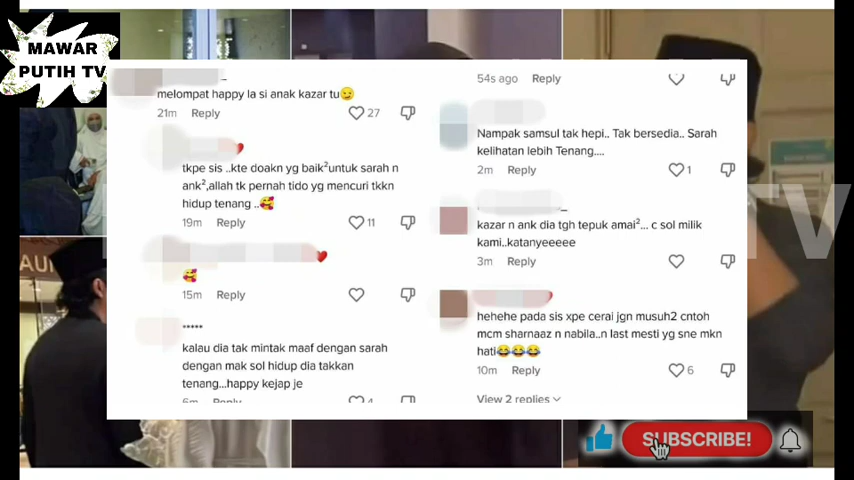 MAWAR
PUTIH TV
melompat happy la si anak kazar tu😏
21m Reply 27
tkpe sis ..kte doakn yg baik²untuk sarah n
ank²,allah tk pernah tido yg mencuri tkkn
hidup tenang ..🥰
19m Reply 11
🥰
15m Reply
*****
kalau dia tak mintak maaf dengan sarah
dengan mak sol hidup dia takkan
tenang...happy kejap je
6m Reply 4
54s ago Reply
Nampak samsul tak hepi.. Tak bersedia.. Sarah
kelihatan lebih Tenang....
2m Reply 1
kazar n ank dia tgh tepuk amai²... c sol milik
kami..katanyeeeee
3m Reply
hehehe pada sis xpe cerai jgn musuh2 cntoh
mcm sharnaaz n nabila..n last mesti yg sne mkn
hati😂😂😂
10m Reply 6
View 2 replies
TV
SUBSCRIBE!